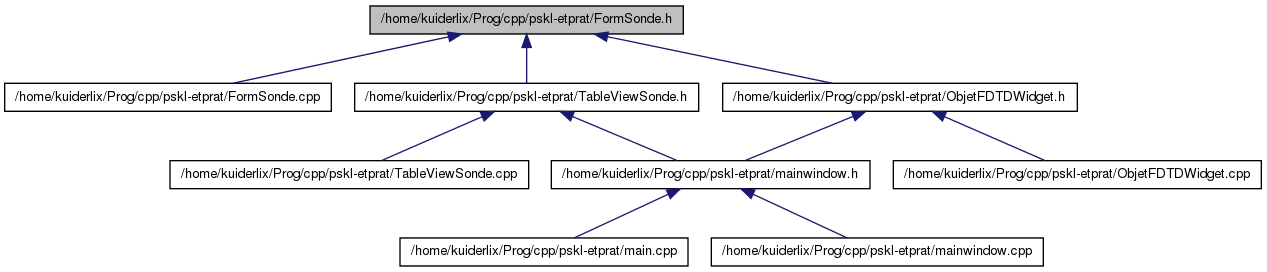 /home/kuiderlix/Prog/cpp/pskl-etprat/FormSonde.h
/home/kuiderlix/Prog/cpp/pskl-etprat/FormSonde.cpp
/home/kuiderlix/Prog/cpp/pskl-etprat/TableViewSonde.h
/home/kuiderlix/Prog/cpp/pskl-etprat/ObjetFDTDWidget.h
/home/kuiderlix/Prog/cpp/pskl-etprat/TableViewSonde.cpp
/home/kuiderlix/Prog/cpp/pskl-etprat/mainwindow.h
/home/kuiderlix/Prog/cpp/pskl-etprat/ObjetFDTDWidget.cpp
/home/kuiderlix/Prog/cpp/pskl-etprat/main.cpp
/home/kuiderlix/Prog/cpp/pskl-etprat/mainwindow.cpp